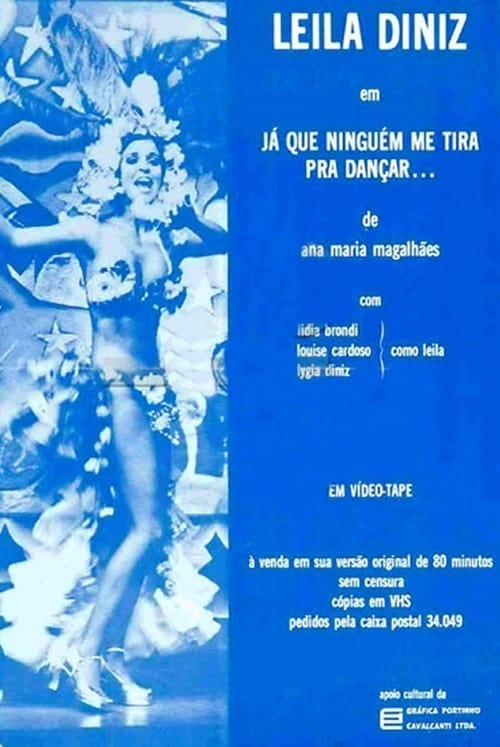 LEILA DINIZ
em
JÁ QUE NINGUÉM ME TIRA
PRA DANÇAR...
de
ana maria magalhães
com
lidia brondi
louise cardoso como leila
lygia diniz
EM VÍDEO-TAPE
à venda em sua versão original de 80 minutos
sem censura
cópias em VHS
pedidos pela caixa postal 34.049
apoio cultural da
GRÁFICA PORTINHO
CAVALCANTI LTDA.